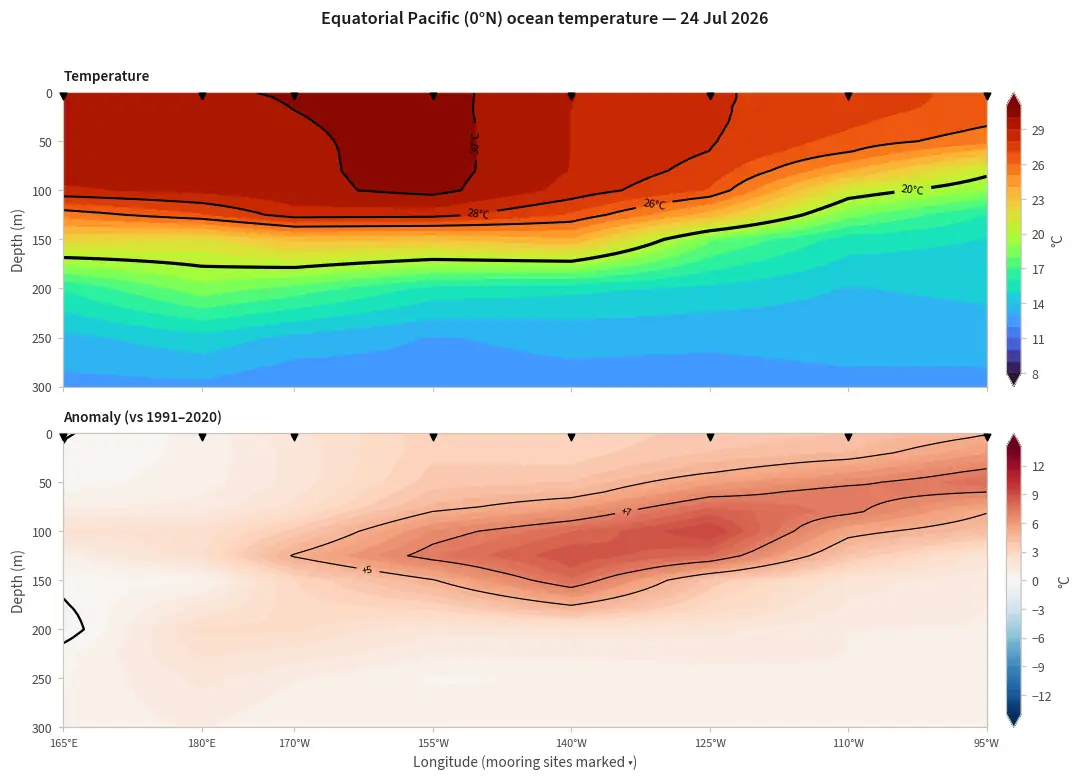 Equatorial Pacific (0°N) ocean temperature — 24 Jul 2026
Temperature
0
50
100
150
200
250
300
Depth (m)
30°C
28°C
26°C
20°C
29
26
23
20
17
14
11
8
°C
Anomaly (vs 1991–2020)
0
50
100
150
200
250
300
Depth (m)
+7
+5
12
9
6
3
0
−3
−6
−9
−12
°C
165°E 180°E 170°W 155°W 140°W 125°W 110°W 95°W
Longitude (mooring sites marked ▾)